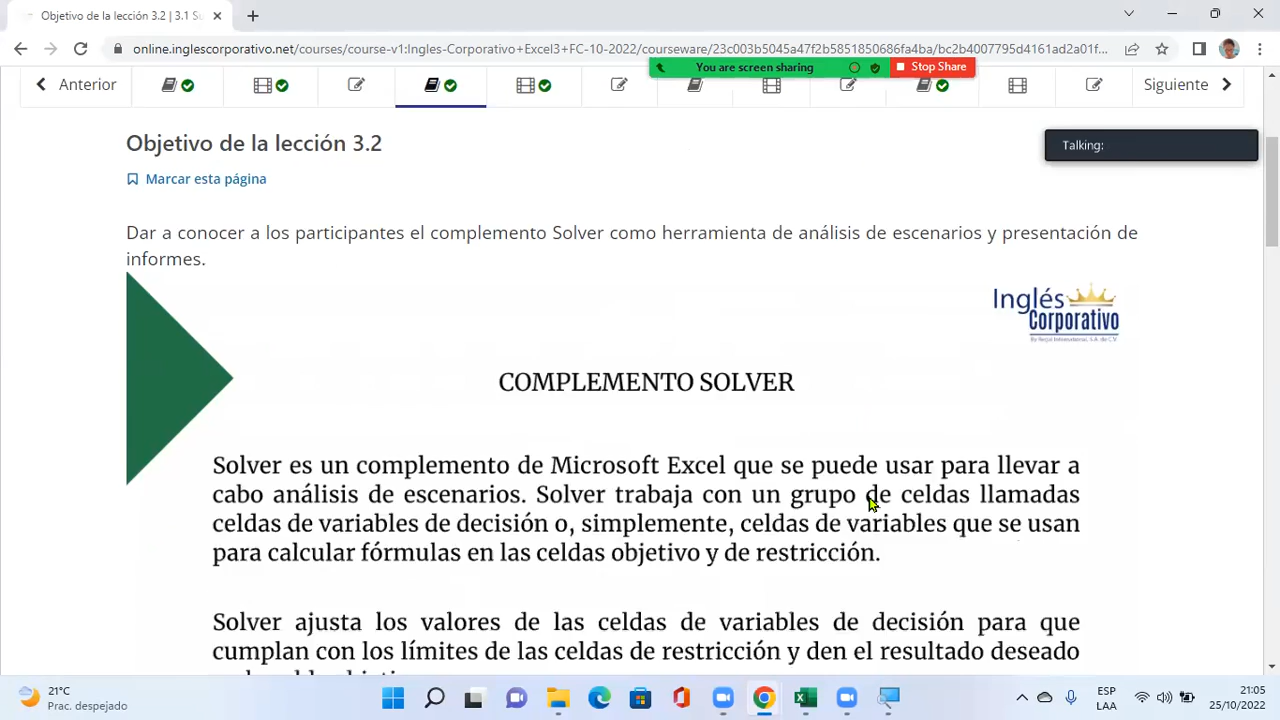 Objetivo de la lección 3.2 | 3.1 Su
online.inglescorporativo.net/courses/course-v1:Ingles-Corporativo+Excel3+FC-10-2022/courseware/23c003b5045a47f2b5851850686fa4ba/bc2b4007795d4161ad2a01f...
You are screen sharing
Stop Share
Anterior
Siguiente
Objetivo de la lección 3.2
Talking:
Marcar esta página
Dar a conocer a los participantes el complemento Solver como herramienta de análisis de escenarios y presentación de
informes.
Inglés
Corporativo
COMPLEMENTO SOLVER
Solver es un complemento de Microsoft Excel que se puede usar para llevar a
cabo análisis de escenarios. Solver trabaja con un grupo de celdas llamadas
celdas de variables de decisión o, simplemente, celdas de variables que se usan
para calcular fórmulas en las celdas objetivo y de restricción.
Solver ajusta los valores de las celdas de variables de decisión para que
cumplan con los límites de las celdas de restricción y den el resultado deseado
21°C
Prac. despejado
ESP
LAA
21:05
25/10/2022